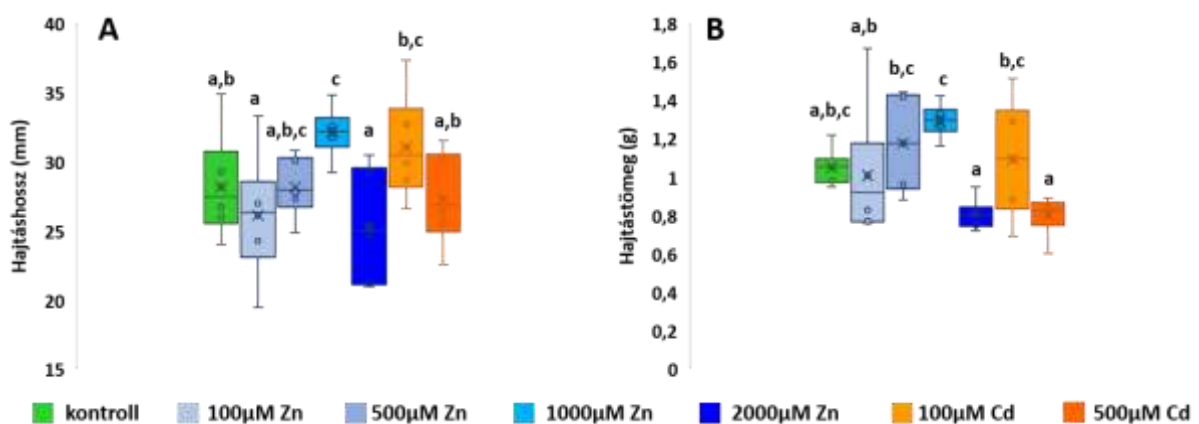 A
Hajtáshossz (mm)
40
35
30
25
20
15
a,b
a
a,b,c
c
a
b,c
a,b
B
Hajtástömeg (g)
1,8
1,6
1,4
1,2
1
0,8
0,6
0,4
0,2
0
a,b,c
a,b
b,c
c
a
b,c
a
kontroll 100µM Zn 500µM Zn 1000µM Zn 2000µM Zn 100µM Cd 500µM Cd